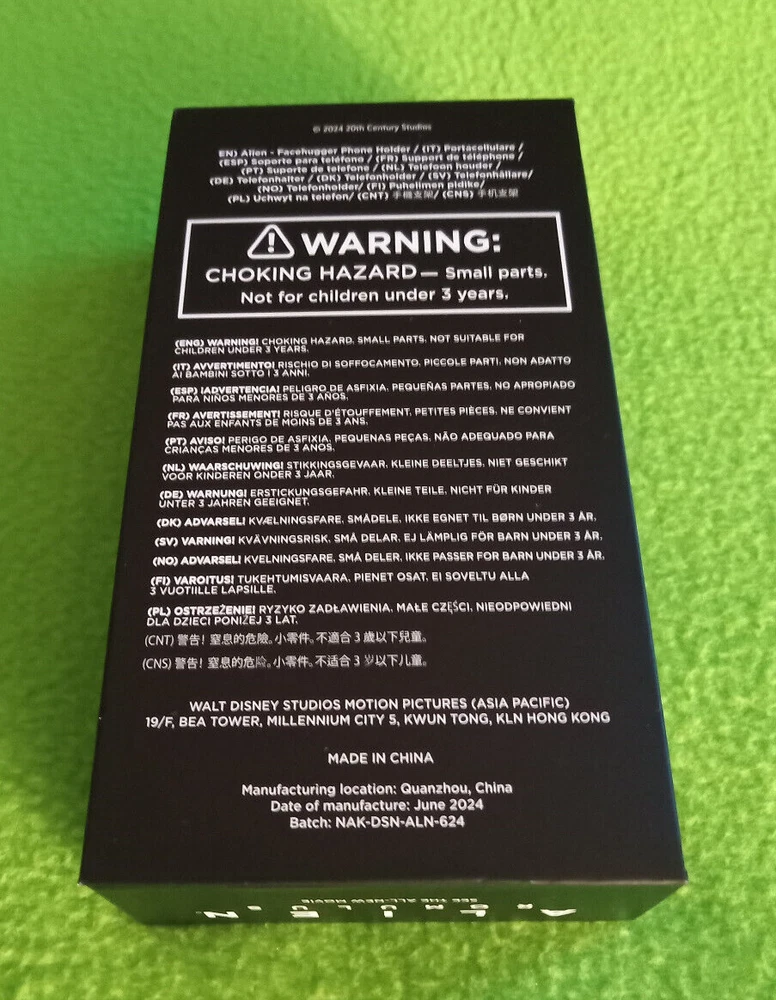 © 2024 20th Century Studios
EN) Alien - Facehugger Phone Holder / (IT) Portacellulare /
(ESP) Soporte para teléfono / (FR) Support de téléphone /
(PT) Suporte de telefone / (NL) Telefoon houder /
(DE) Telefonhalter / (DK) Telefonholder / (SV) Telefonhållare/
(NO) Telefonholder/ (FI) Puhelimen pidike/
(PL) Uchwyt na telefon/ (CNT) 手機支架/ (CNS) 手机支架
WARNING:
CHOKING HAZARD— Small parts.
Not for children under 3 years.
(ENG) WARNING! CHOKING HAZARD. SMALL PARTS. NOT SUITABLE FOR
CHILDREN UNDER 3 YEARS.
(IT) AVVERTIMENTO! RISCHIO DI SOFFOCAMENTO. PICCOLE PARTI. NON ADATTO
AI BAMBINI SOTTO I 3 ANNI.
(ESP) ¡ADVERTENCIA! PELIGRO DE ASFIXIA. PEQUEÑAS PARTES. NO APROPIADO
PARA NIÑOS MENORES DE 3 AÑOS.
(FR) AVERTISSEMENT! RISQUE D'ÉTOUFFEMENT. PETITES PIÈCES. NE CONVIENT
PAS AUX ENFANTS DE MOINS DE 3 ANS.
(PT) AVISO! PERIGO DE ASFIXIA. PEQUENAS PEÇAS. NÃO ADEQUADO PARA
CRIANÇAS MENORES DE 3 ANOS.
(NL) WAARSCHUWING! STIKKINGSGEVAAR. KLEINE DEELTJES. NIET GESCHIKT
VOOR KINDEREN ONDER 3 JAAR.
(DE) WARNUNG! ERSTICKUNGSGEFAHR. KLEINE TEILE. NICHT FÜR KINDER
UNTER 3 JAHREN GEEIGNET.
(DK) ADVARSEL! KVÆLNINGSFARE. SMÅDELE. IKKE EGNET TIL BØRN UNDER 3 ÅR.
(SV) VARNING! KVÄVNINGSRISK. SMÅ DELAR. EJ LÄMPLIG FÖR BARN UNDER 3 ÅR.
(NO) ADVARSEL! KVELNINGSFARE. SMÅ DELER. IKKE PASSER FOR BARN UNDER 3 ÅR.
(FI) VAROITUS! TUKEHTUMISVAARA. PIENET OSAT. EI SOVELTU ALLA
3 VUOTIILLE LAPSILLE.
(PL) OSTRZEŻENIE! RYZYKO ZADŁAWIENIA. MAŁE CZĘŚCI. NIEODPOWIEDNI
DLA DZIECI PONIŻEJ 3 LAT.
(CNT) 警告！窒息的危險。小零件。不適合 3 歲以下兒童。
(CNS) 警告！窒息的危险。小零件。不适合 3 岁以下儿童。
WALT DISNEY STUDIOS MOTION PICTURES (ASIA PACIFIC)
19/F, BEA TOWER, MILLENNIUM CITY 5, KWUN TONG, KLN HONG KONG
MADE IN CHINA
Manufacturing location: Quanzhou, China
Date of manufacture: June 2024
Batch: NAK-DSN-ALN-624
SEE THE ALL-NEW MOVIE
ALIEN
ROMULUS